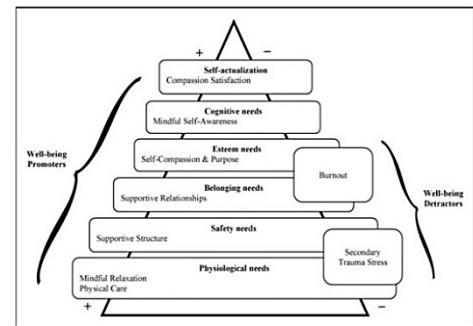 +
−
Self-actualization
Compassion Satisfaction
Cognitive needs
Mindful Self-Awareness
Esteem needs
Self-Compassion & Purpose
Well-being
Promoters
Burnout
Belonging needs
Supportive Relationships
Well-being
Detractors
Safety needs
Supportive Structure
Secondary
Trauma Stress
Physiological needs
Mindful Relaxation
Physical Care
+
−